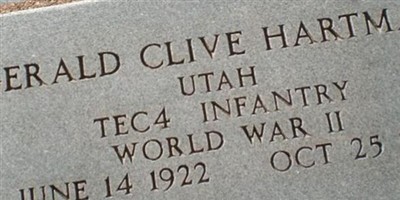 ERALD CLIVE HARTM
UTAH
TEC4 INFANTRY
WORLD WAR II
JUNE 14 1922 OCT 25